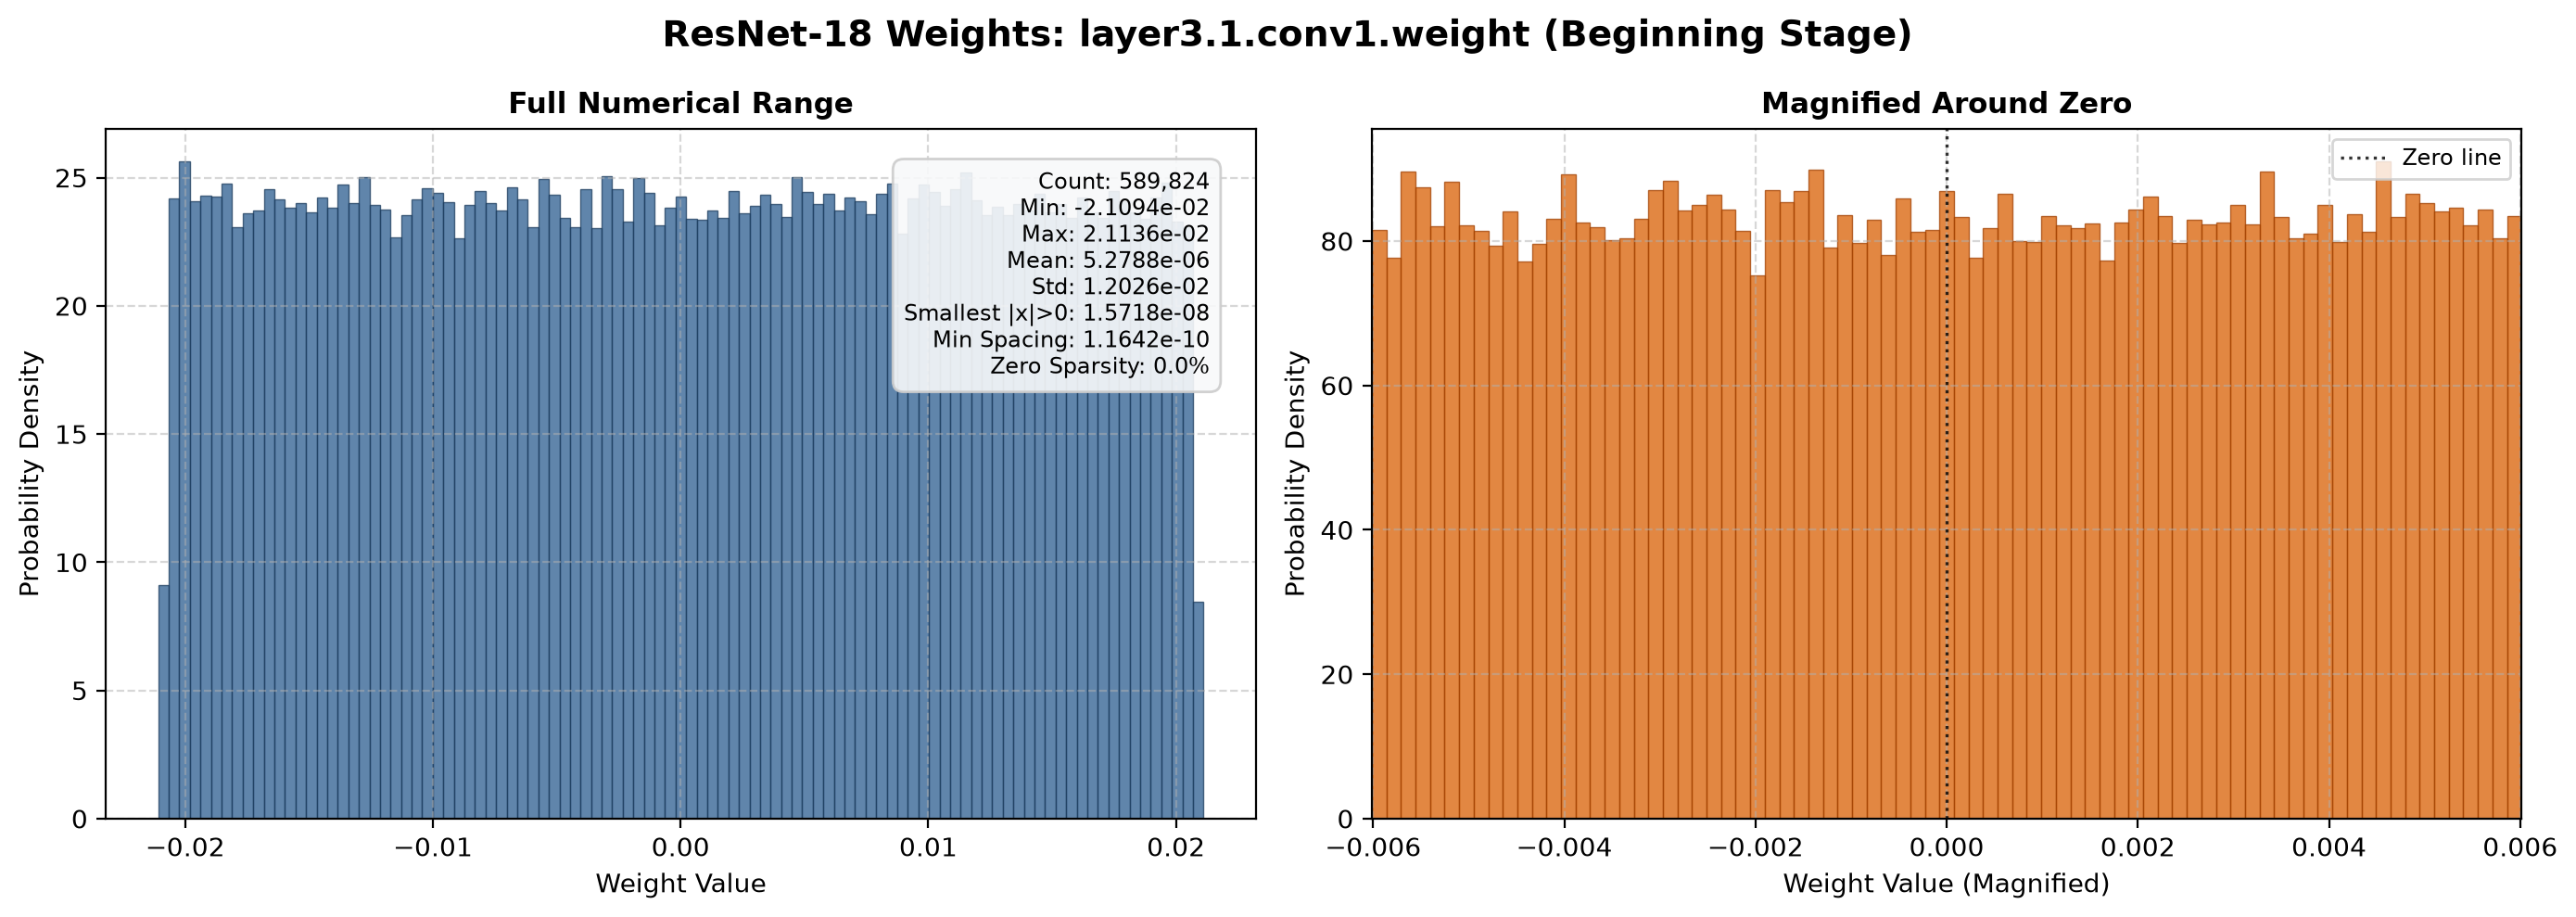 ResNet-18 Weights: layer3.1.conv1.weight (Beginning Stage)
Full Numerical Range
Probability Density
25
20
15
10
5
0
Count: 589,824
Min: -2.1094e-02
Max: 2.1136e-02
Mean: 5.2788e-06
Std: 1.2026e-02
Smallest |x|>0: 1.5718e-08
Min Spacing: 1.1642e-10
Zero Sparsity: 0.0%
−0.02 −0.01 0.00 0.01 0.02
Weight Value
Magnified Around Zero
Probability Density
80
60
40
20
0
Zero line
−0.006 −0.004 −0.002 0.000 0.002 0.004 0.006
Weight Value (Magnified)